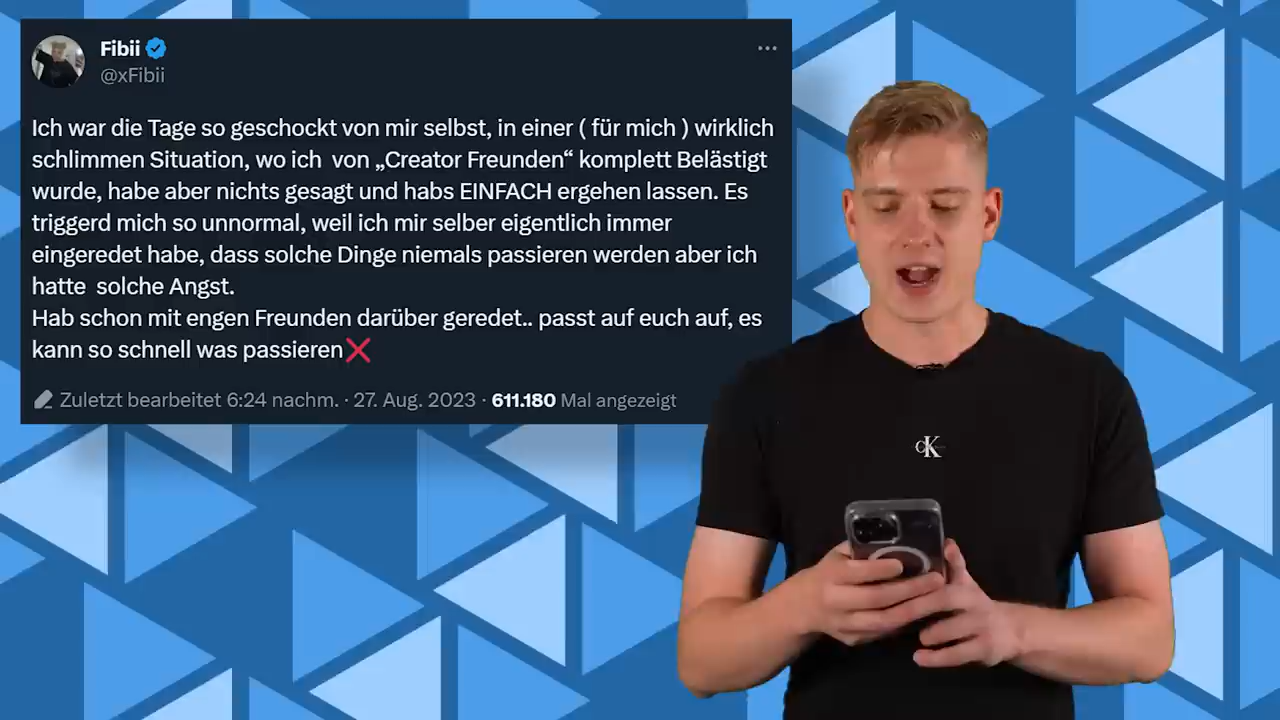 Fibii
@xFibii
Ich war die Tage so geschockt von mir selbst, in einer ( für mich ) wirklich
schlimmen Situation, wo ich  von „Creator Freunden“ komplett Belästigt
wurde, habe aber nichts gesagt und habs EINFACH ergehen lassen. Es
triggerd mich so unnormal, weil ich mir selber eigentlich immer
eingeredet habe, dass solche Dinge niemals passieren werden aber ich
hatte  solche Angst.
Hab schon mit engen Freunden darüber geredet.. passt auf euch auf, es
kann so schnell was passieren❌
Zuletzt bearbeitet 6:24 nachm. · 27. Aug. 2023 · 611.180 Mal angezeigt
cK